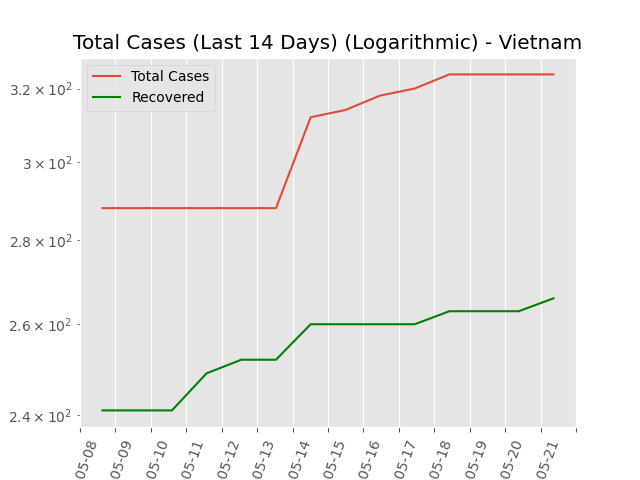 Total Cases (Last 14 Days) (Logarithmic) - Vietnam
Total Cases
Recovered
3.2 × 10²
3 × 10²
2.8 × 10²
2.6 × 10²
2.4 × 10²
05-08
05-09
05-10
05-11
05-12
05-13
05-14
05-15
05-16
05-17
05-18
05-19
05-20
05-21